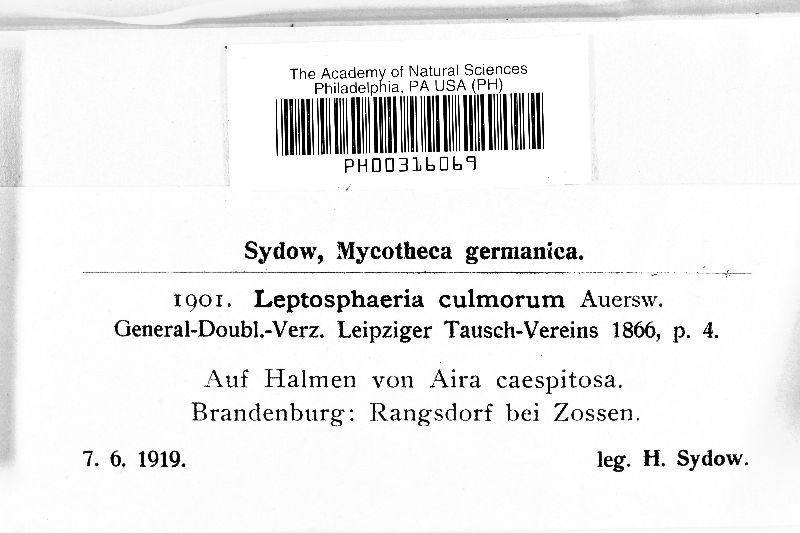 The Academy of Natural Sciences
Philadelphia, PA USA (PH)
PH00316069
Sydow, Mycotheca germanica.
1901. Leptosphaeria culmorum Auersw.
General-Doubl.-Verz. Leipziger Tausch-Vereins 1866, p. 4.
Auf Halmen von Aira caespitosa.
Brandenburg: Rangsdorf bei Zossen.
7. 6. 1919. leg. H. Sydow.